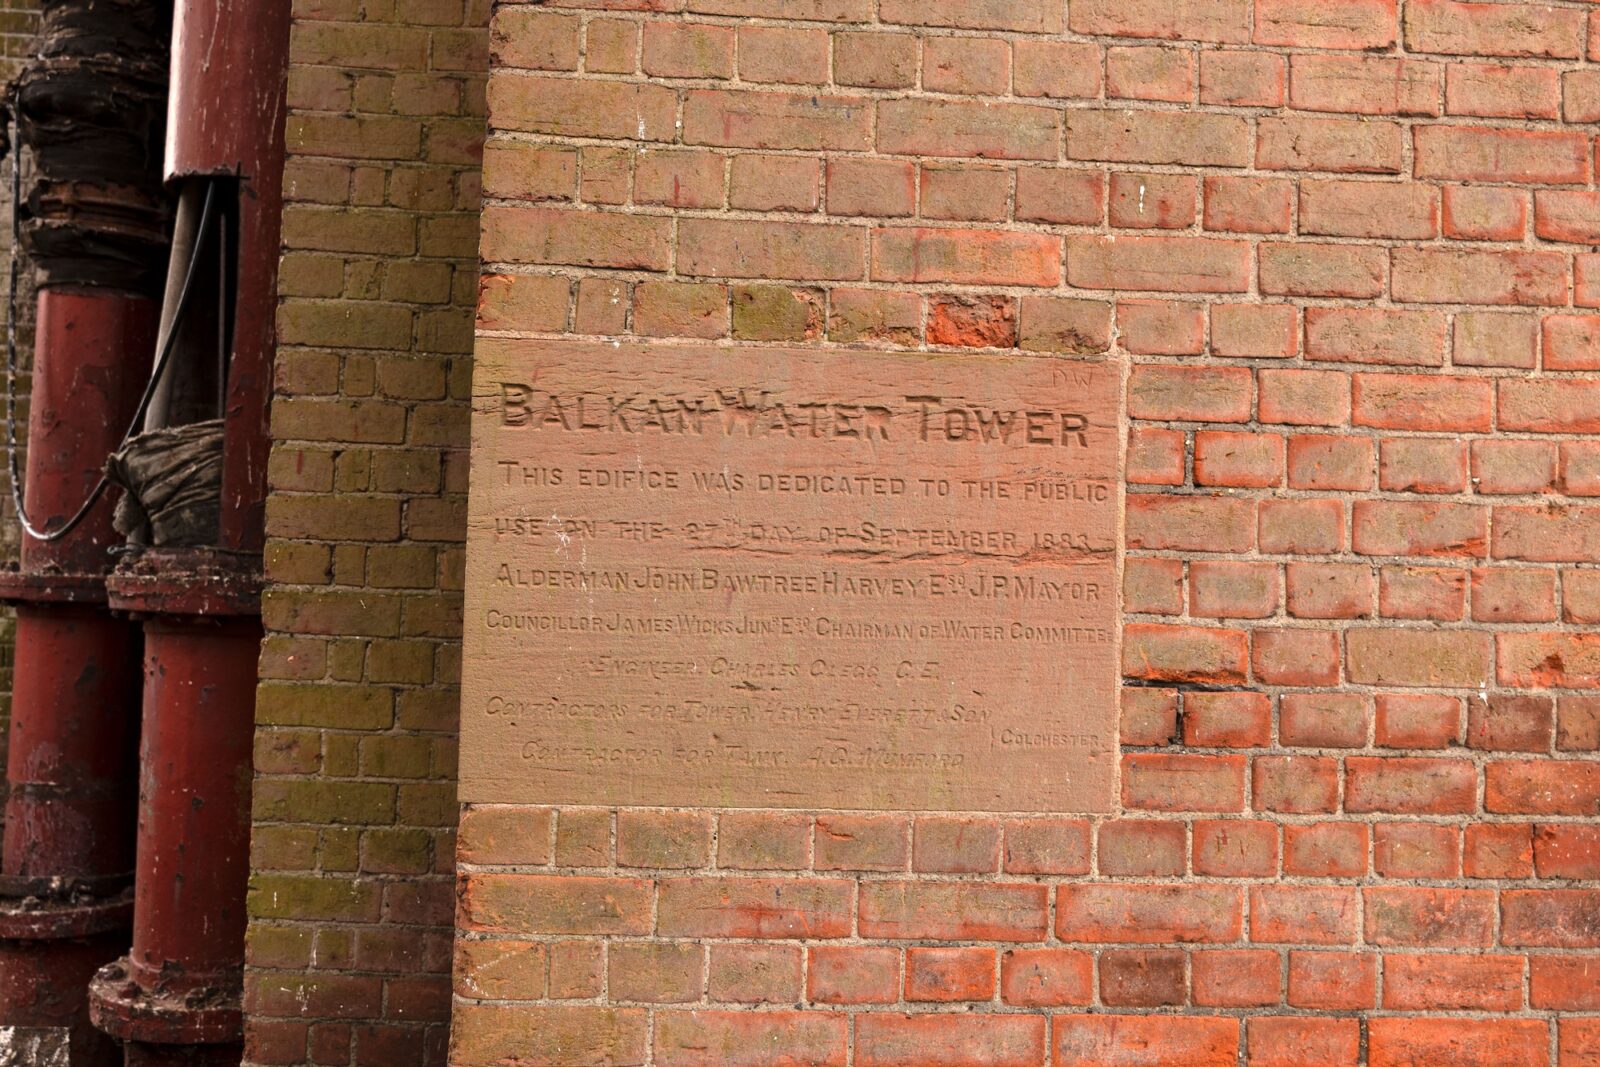 DW
BALKAN WATER TOWER
THIS EDIFICE WAS DEDICATED TO THE PUBLIC
USE ON THE 27TH DAY OF SEPTEMBER 1883
ALDERMAN JOHN BAWTREE HARVEY ESQ J.P. MAYOR
COUNCILLOR JAMES WICKS JUNR ESQ CHAIRMAN OF WATER COMMITTE
ENGINEER CHARLES CLEGG C.E.
CONTRACTORS FOR TOWER, HENRY EVERETT & SON
COLCHESTER
CONTRACTOR FOR TANK. A.G. MUMFORD